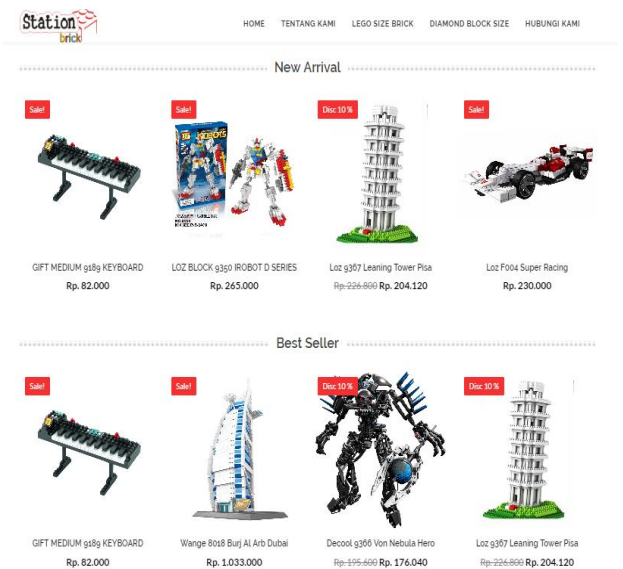 Station
brick
HOME TENTANG KAMI LEGO SIZE BRICK DIAMOND BLOCK SIZE HUBUNGI KAMI
New Arrival
Sale! Sale! Disc 10 % Sale!
GIFT MEDIUM 9189 KEYBOARD LOZ BLOCK 9350 IROBOT D SERIES Loz 9367 Leaning Tower Pisa Loz F004 Super Racing
Rp. 82.000 Rp. 265.000 Rp. 226.800 Rp. 204.120 Rp. 230.000
Best Seller
Sale! Sale! Disc 10 % Disc 10 %
GIFT MEDIUM 9189 KEYBOARD Wange 8018 Burj Al Arb Dubai Decool 9366 Von Nebula Hero Loz 9367 Leaning Tower Pisa
Rp. 82.000 Rp. 1.033.000 Rp. 195.600 Rp. 176.040 Rp. 226.800 Rp. 204.120